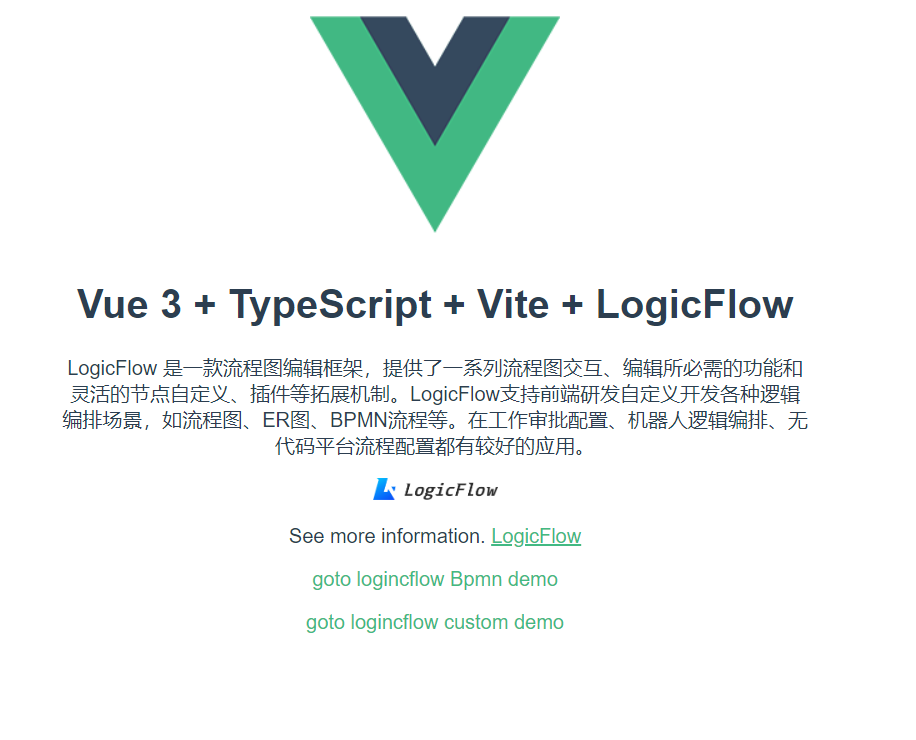 Vue 3 + TypeScript + Vite + LogicFlow
LogicFlow 是一款流程图编辑框架，提供了一系列流程图交互、编辑所必需的功能和
灵活的节点自定义、插件等拓展机制。LogicFlow支持前端研发自定义开发各种逻辑
编排场景，如流程图、ER图、BPMN流程等。在工作审批配置、机器人逻辑编排、无
代码平台流程配置都有较好的应用。
LogicFlow
See more information. LogicFlow
goto logincflow Bpmn demo
goto logincflow custom demo